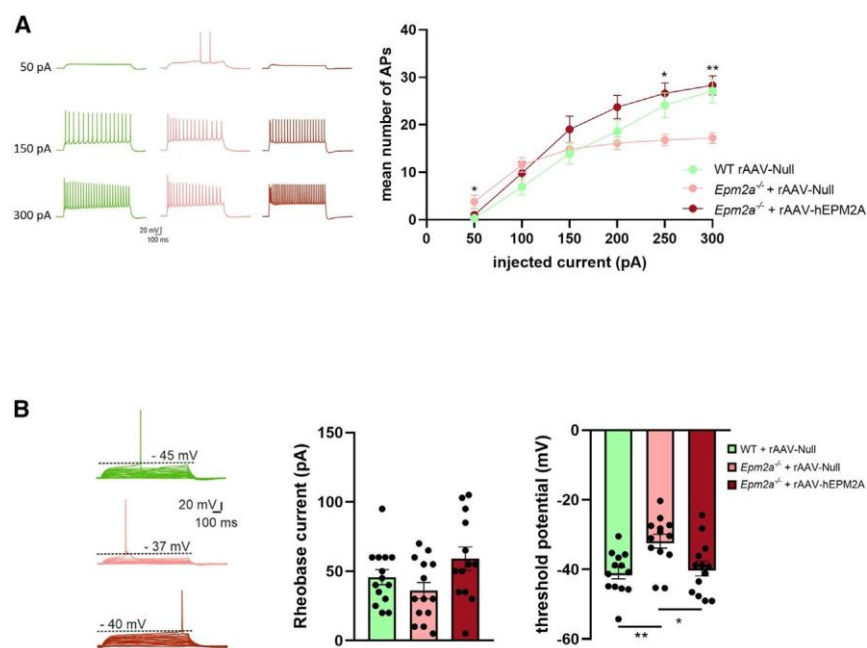 A
50 pA
150 pA
300 pA
20 mV
100 ms
mean number of APs
40
30
20
10
0
*
*
**
0 50 100 150 200 250 300
injected current (pA)
WT rAAV-Null
Epm2a-/- + rAAV-Null
Epm2a-/- + rAAV-hEPM2A
B
- 45 mV
20 mV
100 ms
- 37 mV
- 40 mV
Rheobase current (pA)
150
100
50
0
threshold potential (mV)
0
-20
-40
-60
**
*
WT + rAAV-Null
Epm2a-/- + rAAV-Null
Epm2a-/- + rAAV-hEPM2A